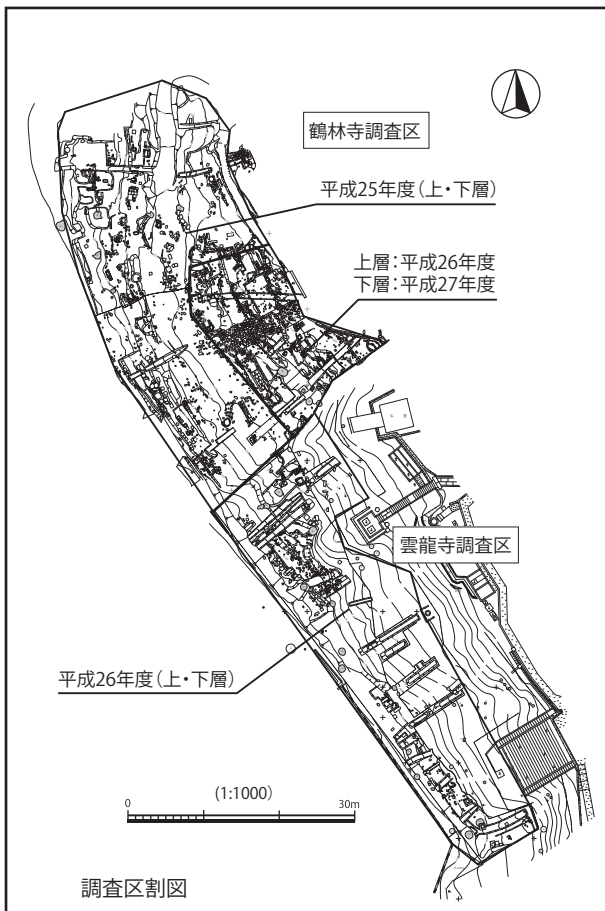 鶴林寺調査区
平成25年度（上・下層）
上層：平成26年度
下層：平成27年度
雲龍寺調査区
平成26年度（上・下層）
(1:1000)
0
30m
調査区割図